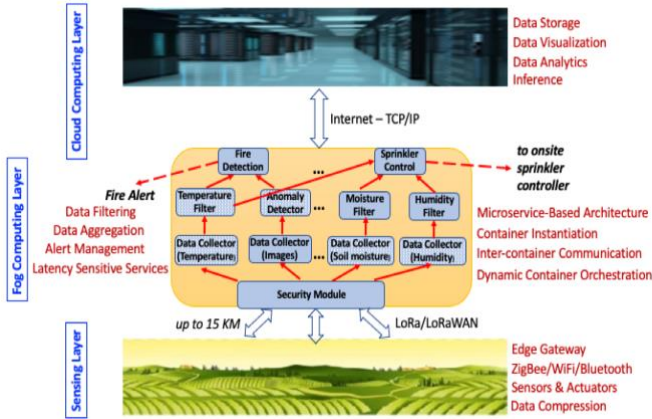 Cloud Computing Layer
Data Storage
Data Visualization
Data Analytics
Inference
Internet – TCP/IP
Fog Computing Layer
Fire
Detection
...
Sprinkler
Control
to onsite
sprinkler
controller
Fire Alert
Data Filtering
Data Aggregation
Alert Management
Latency Sensitive Services
Temperature
Filter
Anomaly
Detector
...
Moisture
Filter
Humidity
Filter
Data Collector
(Temperature)
Data Collector
(Images)
...
Data Collector
(Soil moisture)
Data Collector
(Humidity)
Microservice-Based Architecture
Container Instantiation
Inter-container Communication
Dynamic Container Orchestration
Security Module
up to 15 KM
LoRa/LoRaWAN
Sensing Layer
Edge Gateway
ZigBee/WiFi/Bluetooth
Sensors & Actuators
Data Compression